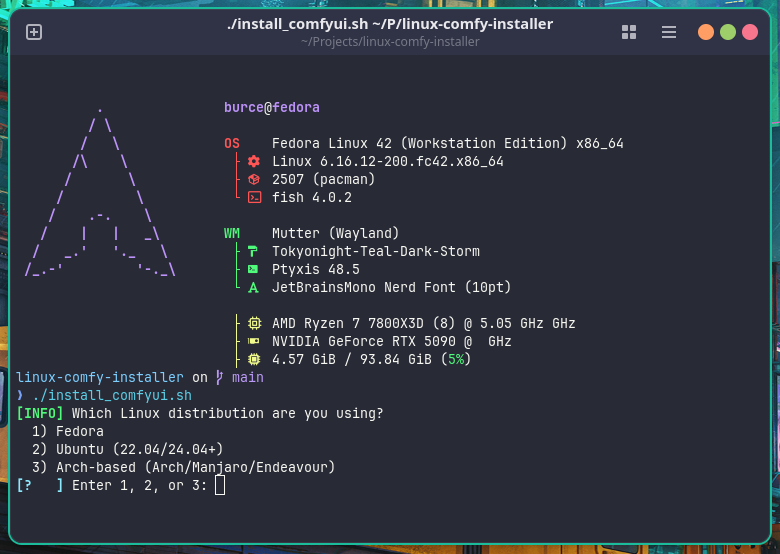 ./install_comfyui.sh ~/P/linux-comfy-installer
~/Projects/linux-comfy-installer
burce@fedora
OS Fedora Linux 42 (Workstation Edition) x86_64
Linux 6.16.12-200.fc42.x86_64
2507 (pacman)
fish 4.0.2
WM Mutter (Wayland)
Tokyonight-Teal-Dark-Storm
Ptyxis 48.5
JetBrainsMono Nerd Font (10pt)
AMD Ryzen 7 7800X3D (8) @ 5.05 GHz GHz
NVIDIA GeForce RTX 5090 @  GHz
4.57 GiB / 93.84 GiB (5%)
linux-comfy-installer on main
❯ ./install_comfyui.sh
[INFO] Which Linux distribution are you using?
1) Fedora
2) Ubuntu (22.04/24.04+)
3) Arch-based (Arch/Manjaro/Endeavour)
[?   ] Enter 1, 2, or 3: